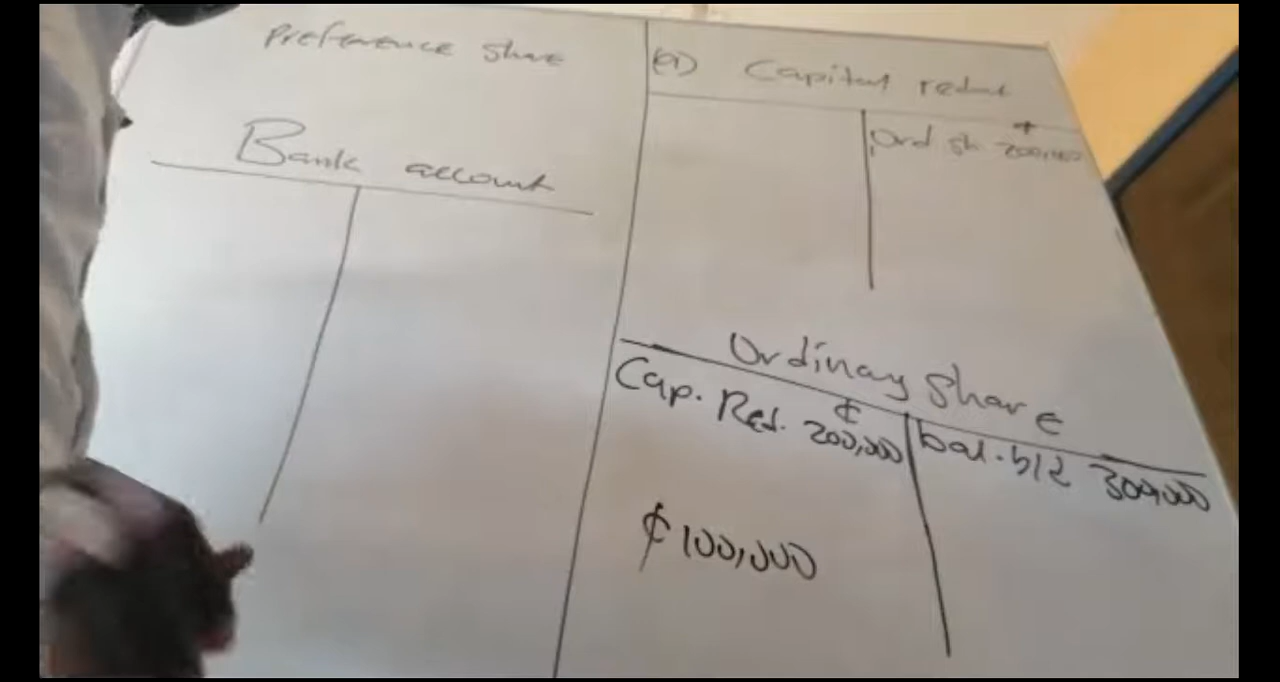 preference share
Bank account
(a) Capital reduct
¢
Ord sh 200,000
Ordinary Share
¢
Cap. Red. 200,000
bal. b/d 300,000
¢100,000